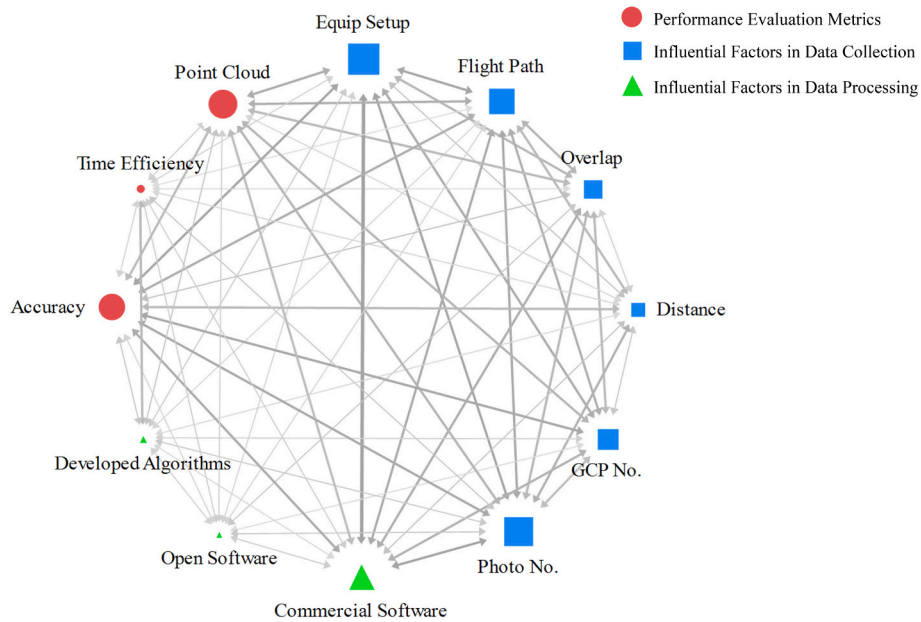 Equip Setup
Performance Evaluation Metrics
Influential Factors in Data Collection
Influential Factors in Data Processing
Point Cloud
Flight Path
Time Efficiency
Overlap
Accuracy
Distance
Developed Algorithms
GCP No.
Open Software
Photo No.
Commercial Software